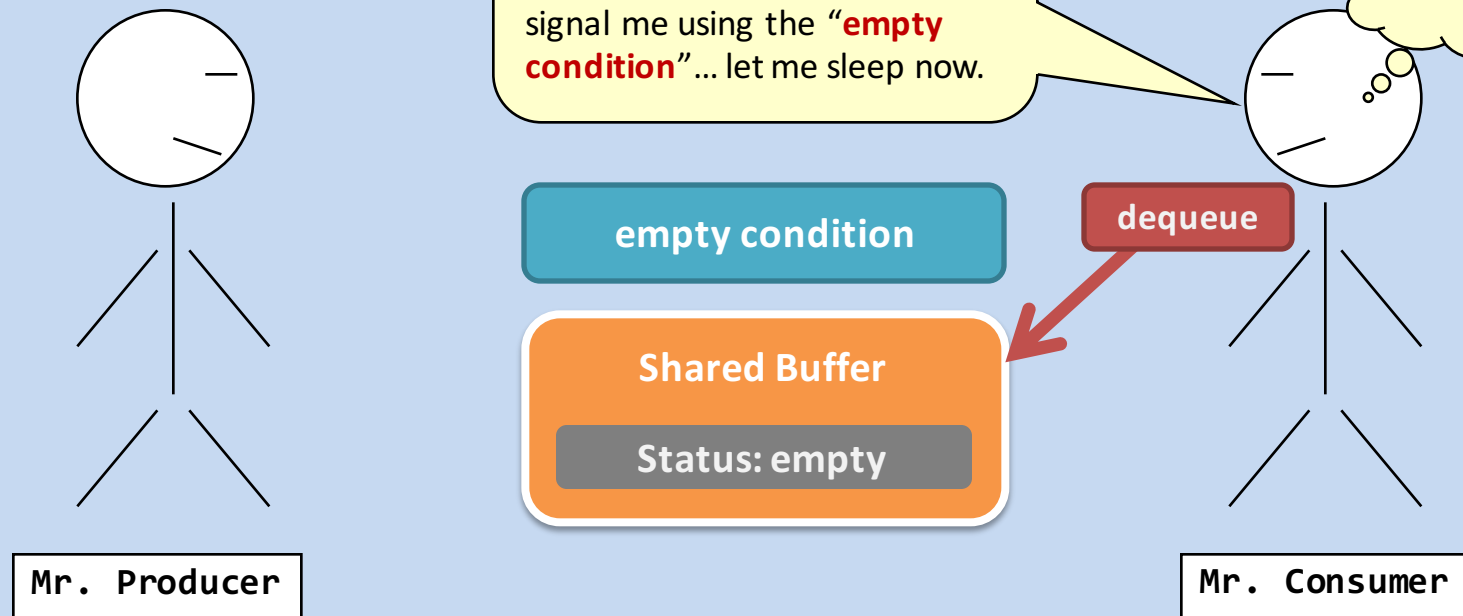 signal me using the “empty
condition”… let me sleep now.
empty condition
dequeue
Shared Buffer
Status: empty
Mr. Producer
Mr. Consumer